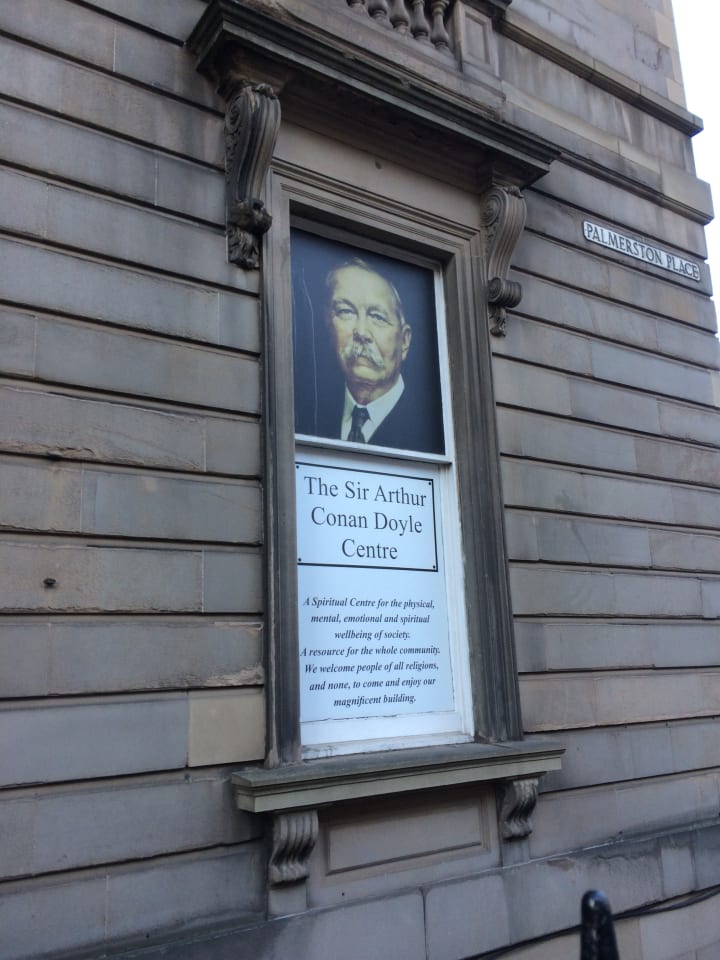 PALMERSTON PLACE
The Sir Arthur
Conan Doyle
Centre
A Spiritual Centre for the physical,
mental, emotional and spiritual
wellbeing of society.
A resource for the whole community.
We welcome people of all religions,
and none, to come and enjoy our
magnificent building.